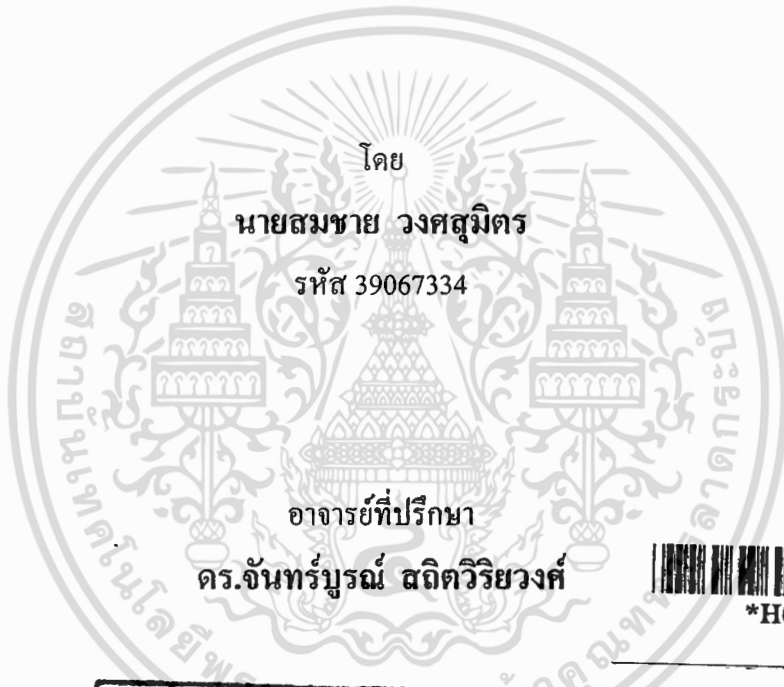 โดย
นายสมชาย วงศสุมิตร
รหัส 39067334
อาจารย์ที่ปรึกษา
ดร.จันทร์บูรณ์ สถิตวิริยวงศ์